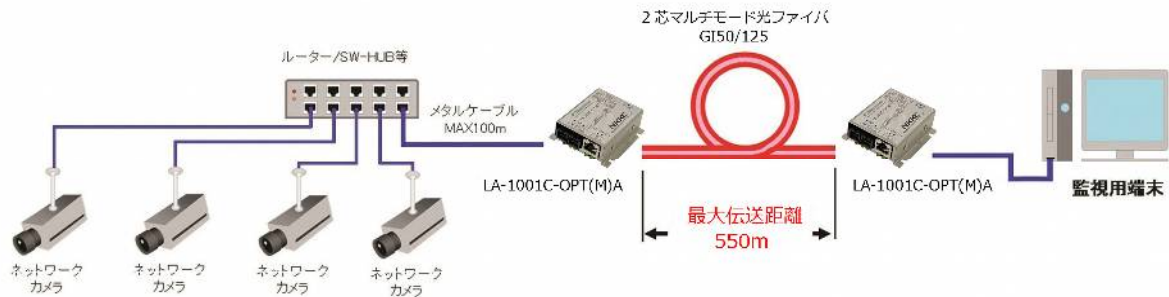 2芯マルチモード光ファイバ
GI50/125
ルーター/SW-HUB等
メタルケーブル
MAX100m
LA-1001C-OPT(M)A
LA-1001C-OPT(M)A
最大伝送距離
550m
監視用端末
ネットワーク
カメラ
ネットワーク
カメラ
ネットワーク
カメラ
ネットワーク
カメラ